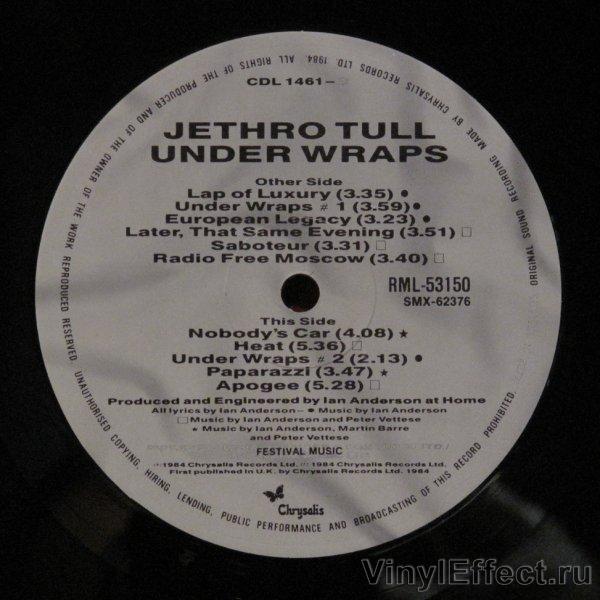 MADE BY CHRYSALIS RECORDS LTD. 1984. ALL RIGHTS OF THE PRODUCER AND OF THE OWNER OF THE WORK REPRODUCED RESERVED. UNAUTHORISED COPYING, HIRING, LENDING, PUBLIC PERFORMANCE AND BROADCASTING OF THIS RECORD PROHIBITED.
ORIGINAL SOUND RECORDING
CDL 1461-
JETHRO TULL
UNDER WRAPS
Other Side
Lap of Luxury (3.35) ●
Under Wraps # 1 (3.59) ●
European Legacy (3.23) ●
Later, That Same Evening (3.51) □
Saboteur (3.31) □
Radio Free Moscow (3.40) □
RML-53150
SMX-62376
This Side
Nobody's Car (4.08) ★
Heat (5.36) □
Under Wraps # 2 (2.13) ●
Paparazzi (3.47) ★
Apogee (5.28) □
Produced and Engineered by Ian Anderson at Home
All lyrics by Ian Anderson – ● Music by Ian Anderson
□ Music by Ian Anderson and Peter Vettese
★ Music by Ian Anderson, Martin Barre
and Peter Vettese
FESTIVAL MUSIC
℗ 1984 Chrysalis Records Ltd. © 1984 Chrysalis Records Ltd.
First published in U.K. by Chrysalis Records Ltd. 1984
Chrysalis
VinylEffect.ru